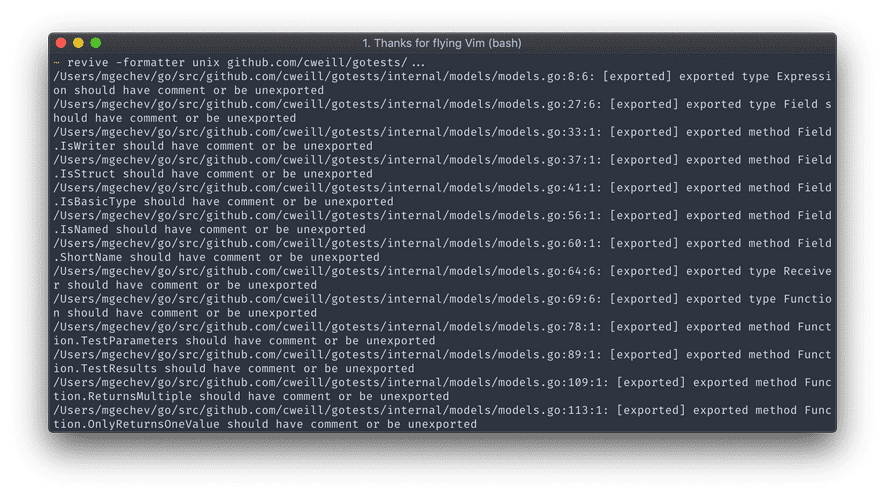 1. Thanks for flying Vim (bash)
~ revive -formatter unix github.com/cweill/gotests/...
/Users/mgechev/go/src/github.com/cweill/gotests/internal/models/models.go:8:6: [exported] exported type Expressi
on should have comment or be unexported
/Users/mgechev/go/src/github.com/cweill/gotests/internal/models/models.go:27:6: [exported] exported type Field s
hould have comment or be unexported
/Users/mgechev/go/src/github.com/cweill/gotests/internal/models/models.go:33:1: [exported] exported method Field
.IsWriter should have comment or be unexported
/Users/mgechev/go/src/github.com/cweill/gotests/internal/models/models.go:37:1: [exported] exported method Field
.IsStruct should have comment or be unexported
/Users/mgechev/go/src/github.com/cweill/gotests/internal/models/models.go:41:1: [exported] exported method Field
.IsBasicType should have comment or be unexported
/Users/mgechev/go/src/github.com/cweill/gotests/internal/models/models.go:56:1: [exported] exported method Field
.IsNamed should have comment or be unexported
/Users/mgechev/go/src/github.com/cweill/gotests/internal/models/models.go:60:1: [exported] exported method Field
.ShortName should have comment or be unexported
/Users/mgechev/go/src/github.com/cweill/gotests/internal/models/models.go:64:6: [exported] exported type Receive
r should have comment or be unexported
/Users/mgechev/go/src/github.com/cweill/gotests/internal/models/models.go:69:6: [exported] exported type Functio
n should have comment or be unexported
/Users/mgechev/go/src/github.com/cweill/gotests/internal/models/models.go:78:1: [exported] exported method Funct
ion.TestParameters should have comment or be unexported
/Users/mgechev/go/src/github.com/cweill/gotests/internal/models/models.go:89:1: [exported] exported method Funct
ion.TestResults should have comment or be unexported
/Users/mgechev/go/src/github.com/cweill/gotests/internal/models/models.go:109:1: [exported] exported method Func
tion.ReturnsMultiple should have comment or be unexported
/Users/mgechev/go/src/github.com/cweill/gotests/internal/models/models.go:113:1: [exported] exported method Func
tion.OnlyReturnsOneValue should have comment or be unexported